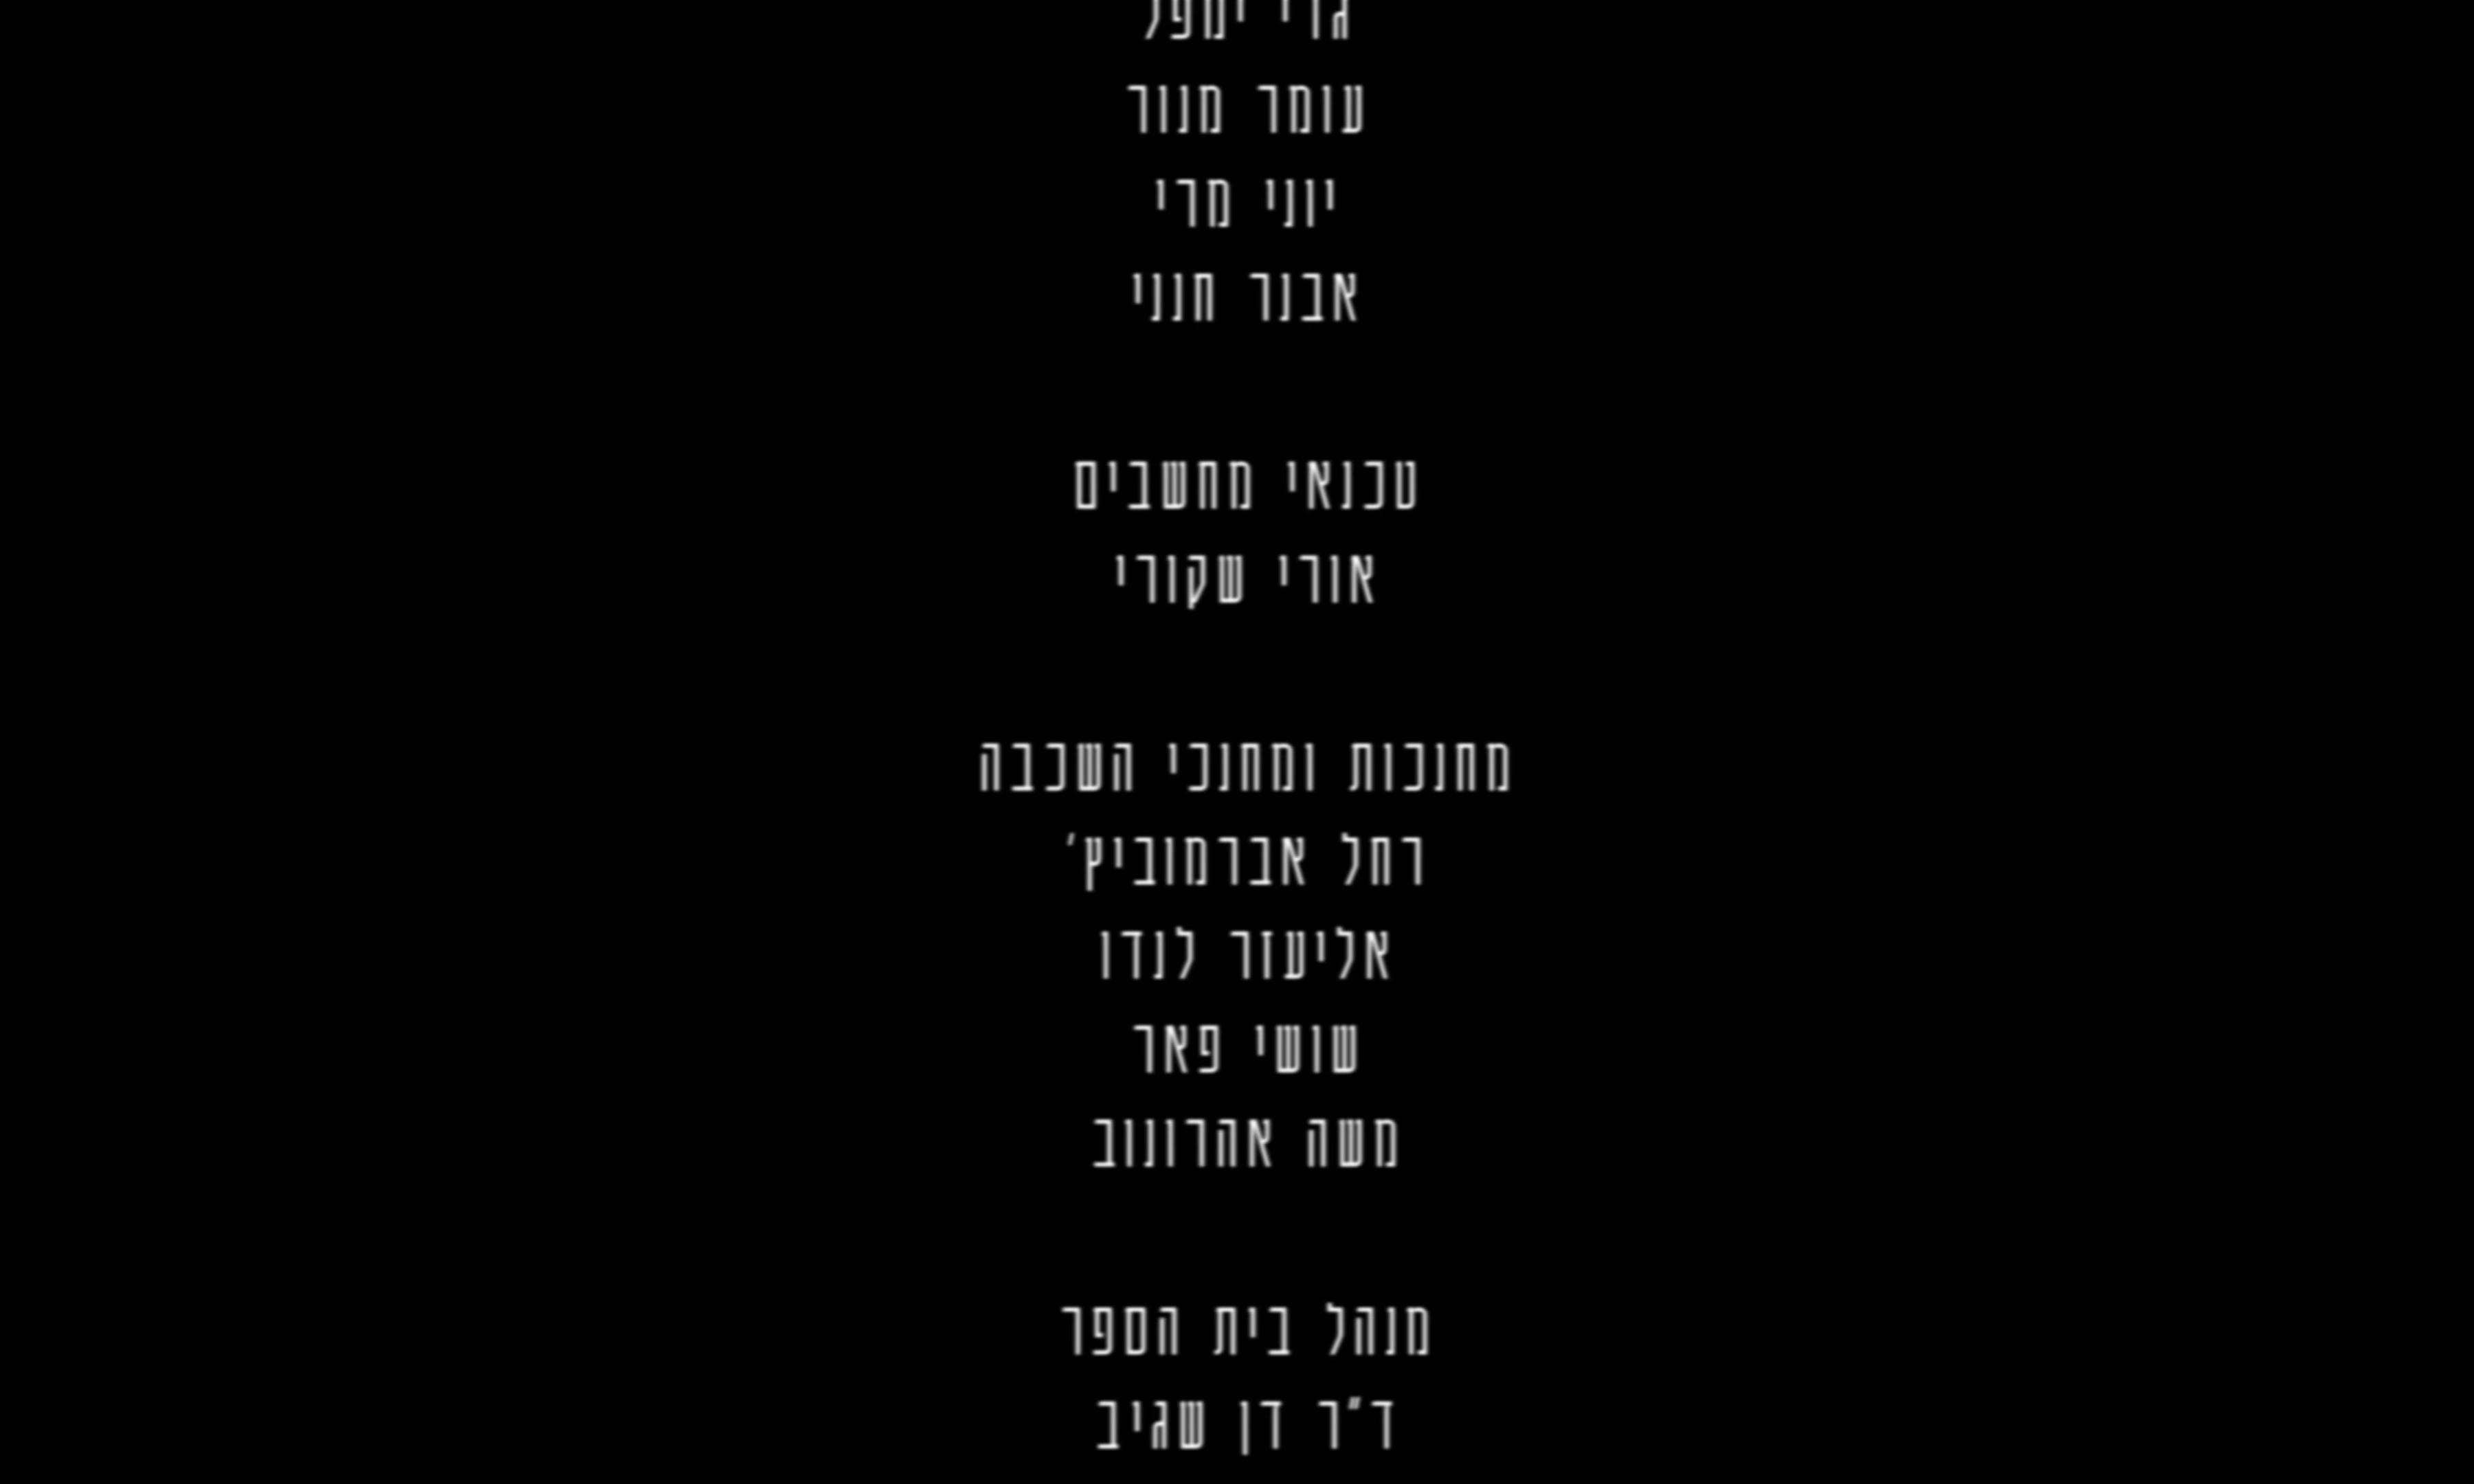 עומר מנור
יוני מרי
אבנר חנני
טכנאי מחשבים
אורי שקורי
מחנכות ומחנכי השכבה
רחל אברמוביץ'
אליעזר לנדו
שושי פאר
משה אהרונוב
מנהל בית הספר
ד"ר דן שגיב